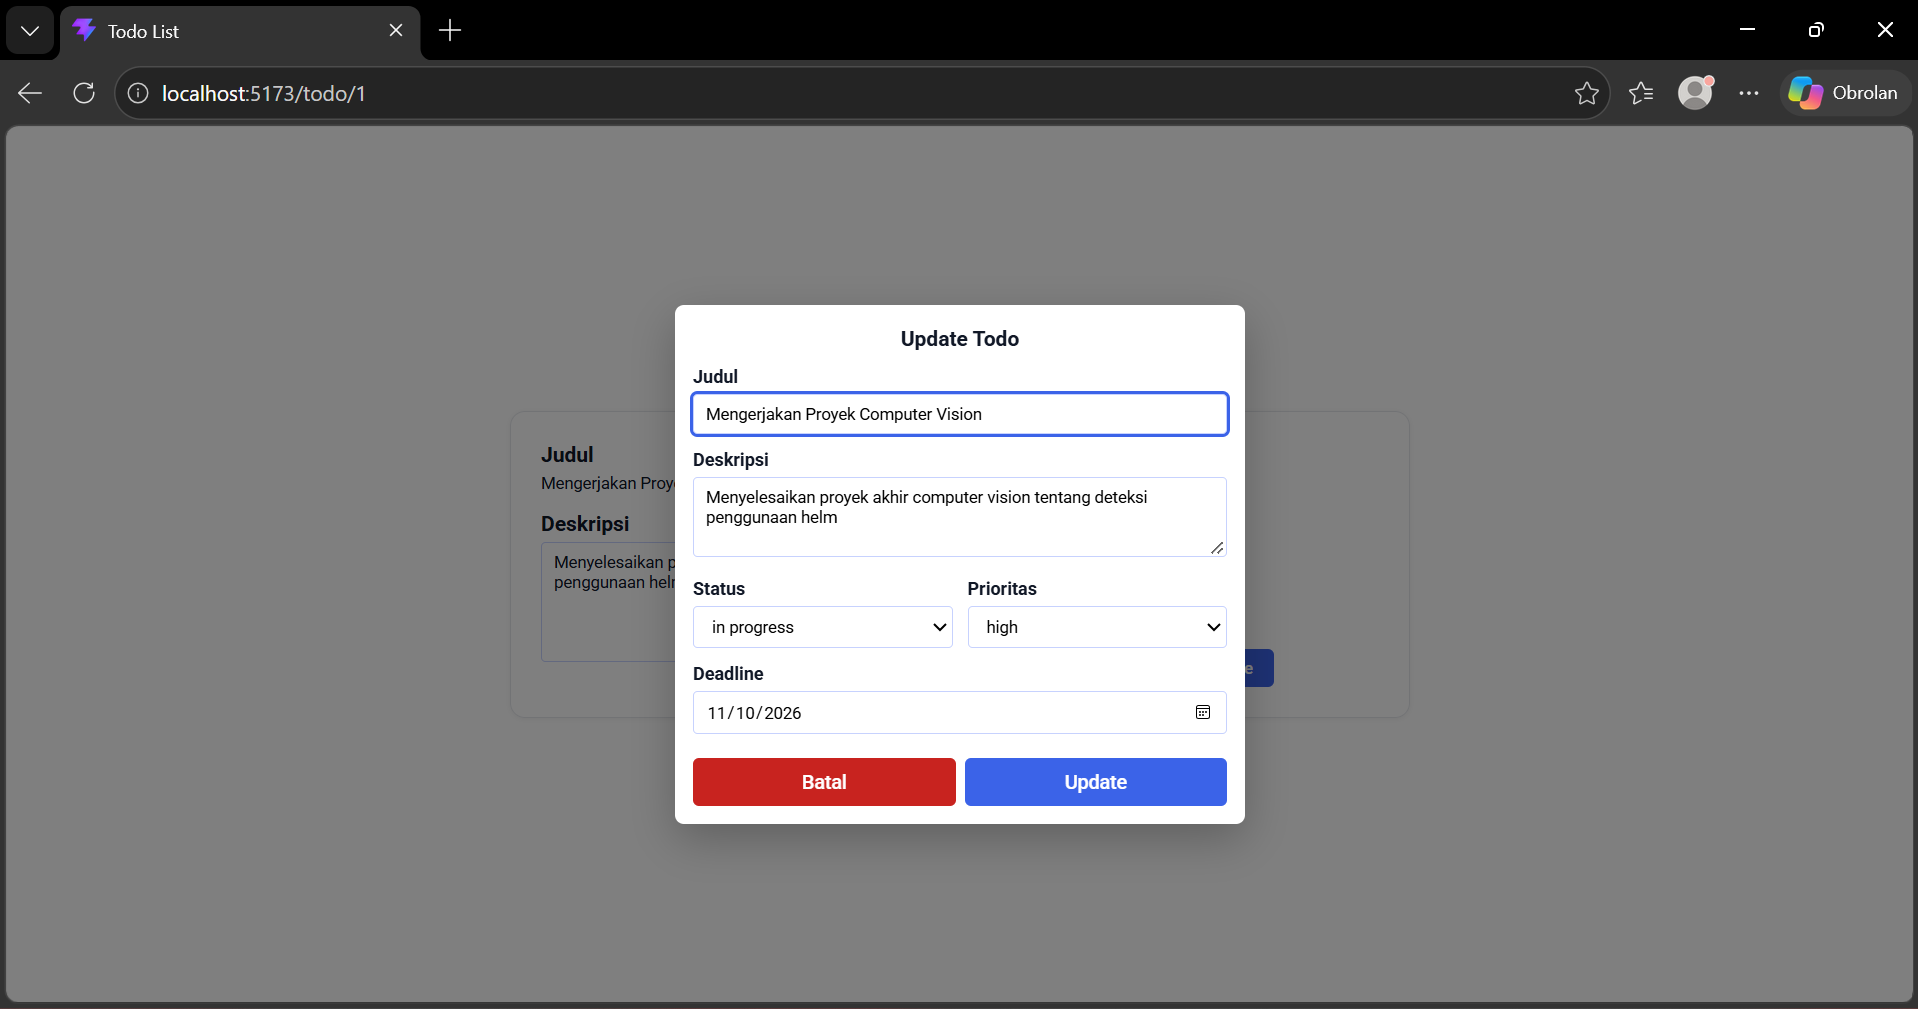 Todo List
localhost:5173/todo/1
Obrolan
Update Todo
Judul
Mengerjakan Proyek Computer Vision
Deskripsi
Menyelesaikan proyek akhir computer vision tentang deteksi
penggunaan helm
Status
Prioritas
in progress
high
Deadline
11/10/2026
Batal
Update
Judul
Mengerjakan
Deskripsi
Menyelesaikan
penggunaan